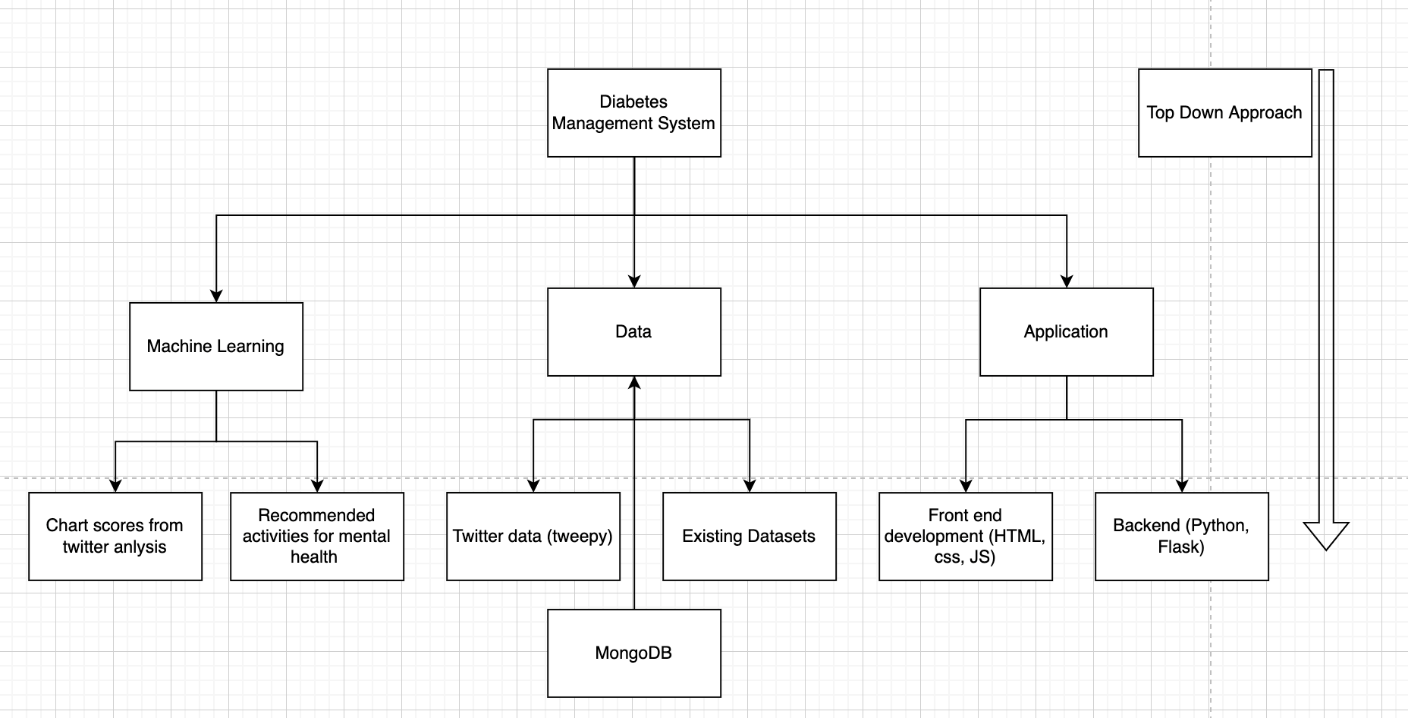 Diabetes
Management System
Top Down Approach
Machine Learning
Data
Application
Chart scores from
twitter anlysis
Recommended
activities for mental
health
Twitter data (tweepy)
Existing Datasets
Front end
development (HTML,
css, JS)
Backend (Python,
Flask)
MongoDB